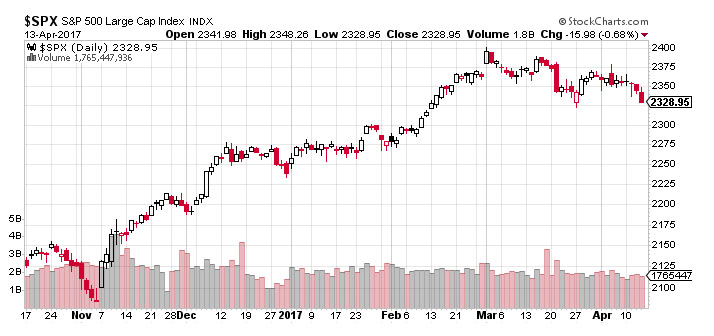 $SPX S&P 500 Large Cap Index INDX © StockCharts.com
13-Apr-2017 Open 2341.98 High 2348.26 Low 2328.95 Close 2328.95 Volume 1.8B Chg -15.98 (-0.68%)
$SPX (Daily) 2328.95
Volume 1,765,447,936
2400
2375
2350
2328.95
2300
2275
2250
2225
2200
5B 2175
4B
3B 2150
2B 2125
1765447
1B 2100
17 24 Nov 7 14 21 28 Dec 12 19 27 2017 9 17 23 Feb 6 13 21 Mar 6 13 20 27 Apr 10